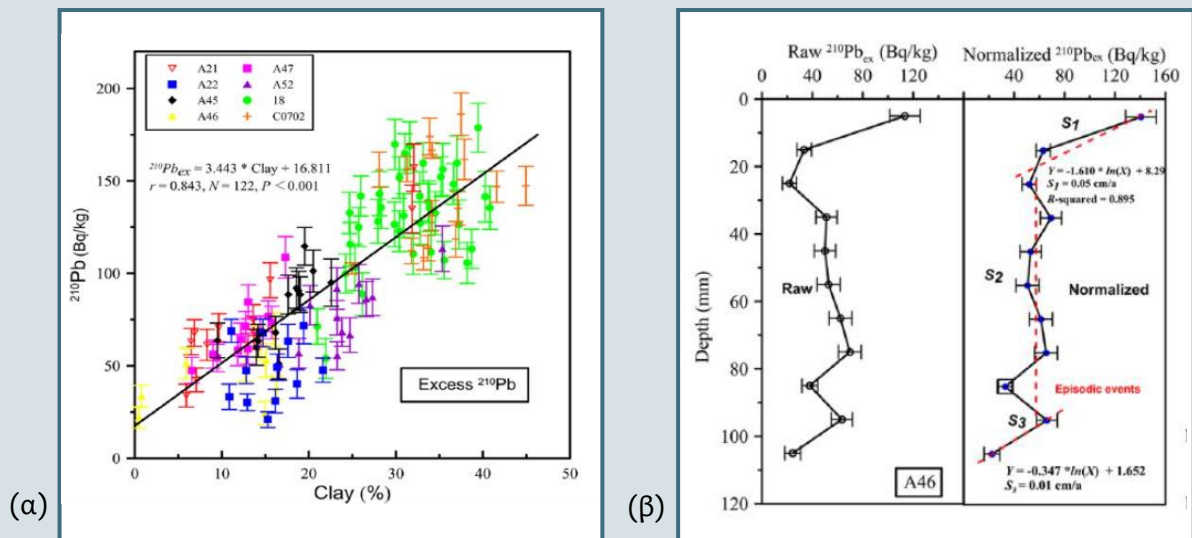 A21
A22
A45
A46
A47
A52
18
C0702
²¹⁰Pb_ex = 3.443 * Clay + 16.811
r = 0.843, N = 122, P < 0.001
Excess ²¹⁰Pb
²¹⁰Pb (Bq/kg)
200
150
100
50
0
0 10 20 30 40 50
Clay (%)
(α)
Raw ²¹⁰Pb_ex (Bq/kg)
Normalized ²¹⁰Pb_ex (Bq/kg)
0 40 80 120
40 80 120 160
Depth (mm)
0
20
40
60
80
100
120
S₁
Y = -1.610 * ln(X) + 8.29
S₁ = 0.05 cm/a
R-squared = 0.895
S₂
Raw
Normalized
Episodic events
S₃
Y = -0.347 *ln(X) + 1.652
Sₛ = 0.01 cm/a
A46
(β)